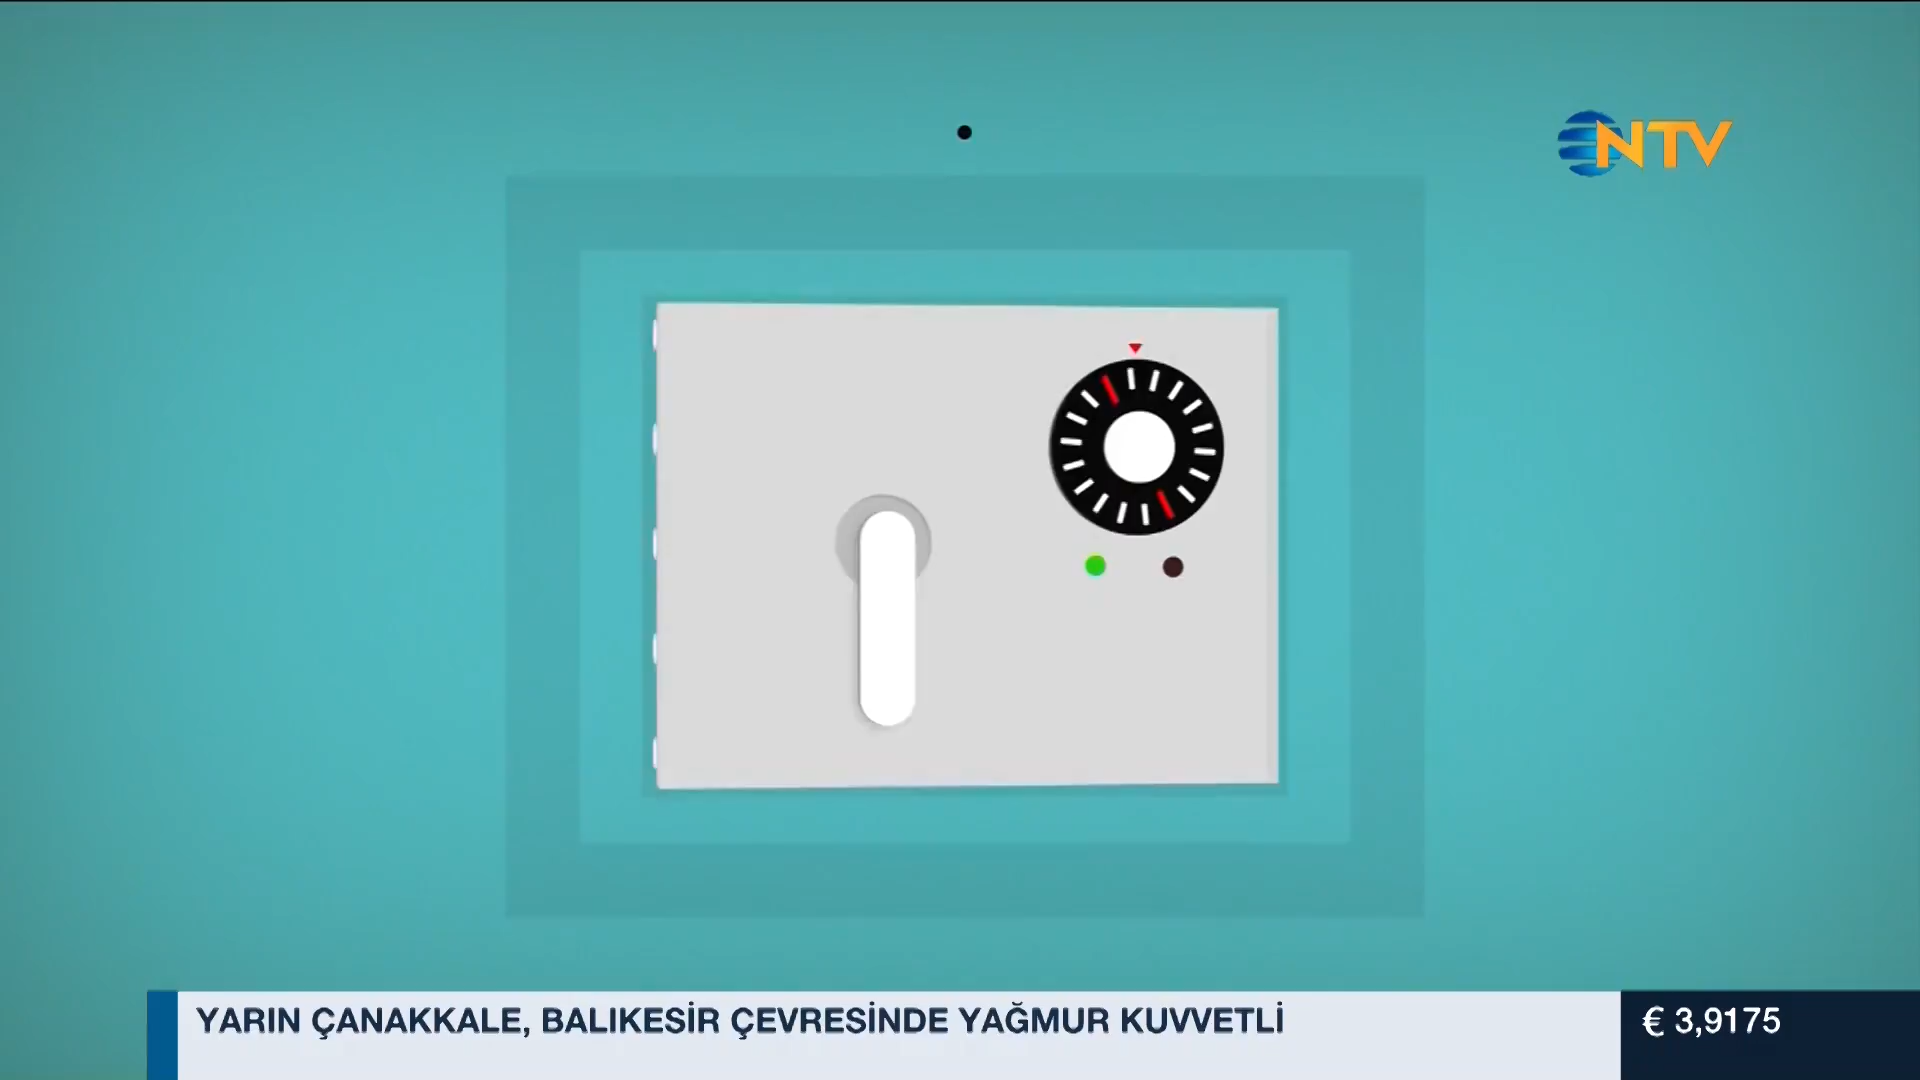 NTV
YARIN ÇANAKKALE, BALIKESİR ÇEVRESİNDE YAĞMUR KUVVETLİ
€ 3,9175